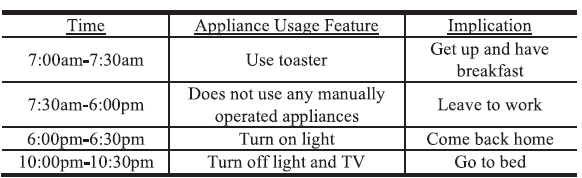 Time Appliance Usage Feature Implication
7:00am-7:30am Use toaster Get up and have
breakfast
7:30am-6:00pm Does not use any manually
operated appliances Leave to work
6:00pm-6:30pm Turn on light Come back home
10:00pm-10:30pm Turn off light and TV Go to bed